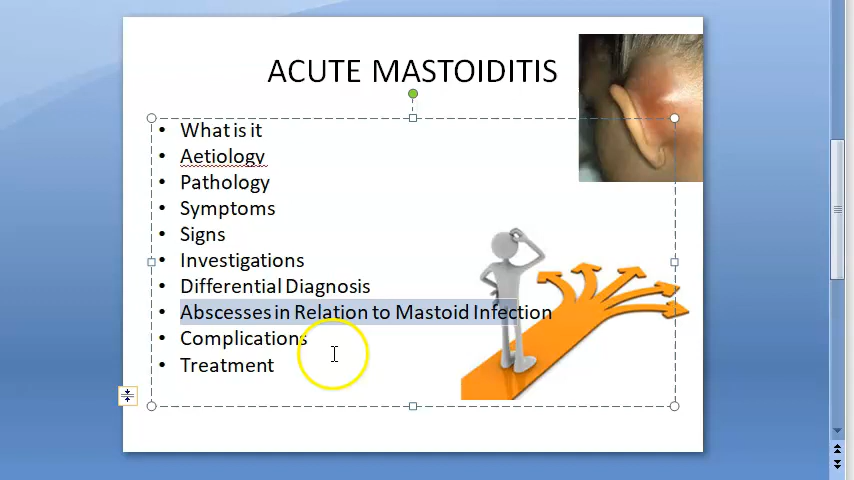 ACUTE MASTOIDITIS
• What is it
• Aetiology
• Pathology
• Symptoms
• Signs
• Investigations
• Differential Diagnosis
• Abscesses in Relation to Mastoid Infection
• Complications
• Treatment